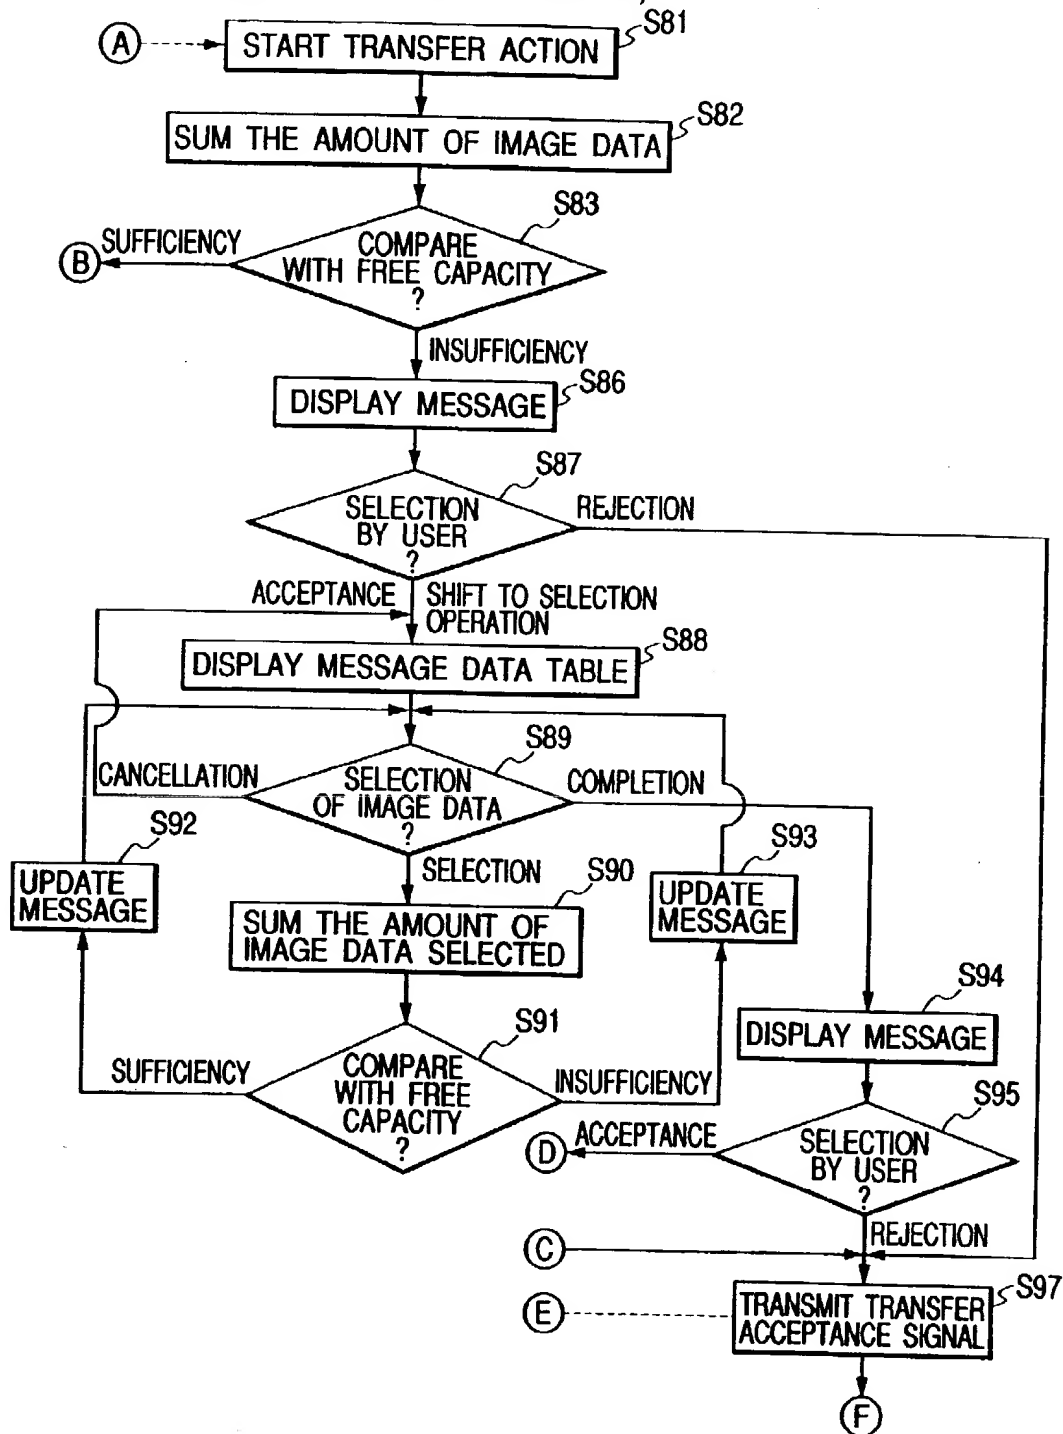 S81
A
START TRANSFER ACTION
S82
SUM THE AMOUNT OF IMAGE DATA
S83
SUFFICIENCY
B
COMPARE
WITH FREE CAPACITY
?
INSUFFICIENCY
S86
DISPLAY MESSAGE
S87
SELECTION
BY USER
?
REJECTION
ACCEPTANCE
SHIFT TO SELECTION
OPERATION
S88
DISPLAY MESSAGE DATA TABLE
S89
CANCELLATION
SELECTION
OF IMAGE DATA
?
COMPLETION
S92
UPDATE
MESSAGE
SELECTION
S90
SUM THE AMOUNT OF
IMAGE DATA SELECTED
S93
UPDATE
MESSAGE
S91
SUFFICIENCY
COMPARE
WITH FREE
CAPACITY
?
INSUFFICIENCY
S94
DISPLAY MESSAGE
S95
D
ACCEPTANCE
SELECTION
BY USER
?
REJECTION
C
S97
E
TRANSMIT TRANSFER
ACCEPTANCE SIGNAL
F